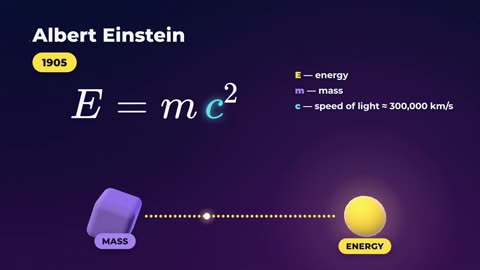 Albert Einstein
1905
E = mc²
E — energy
m — mass
c — speed of light ≈ 300,000 km/s
MASS
ENERGY